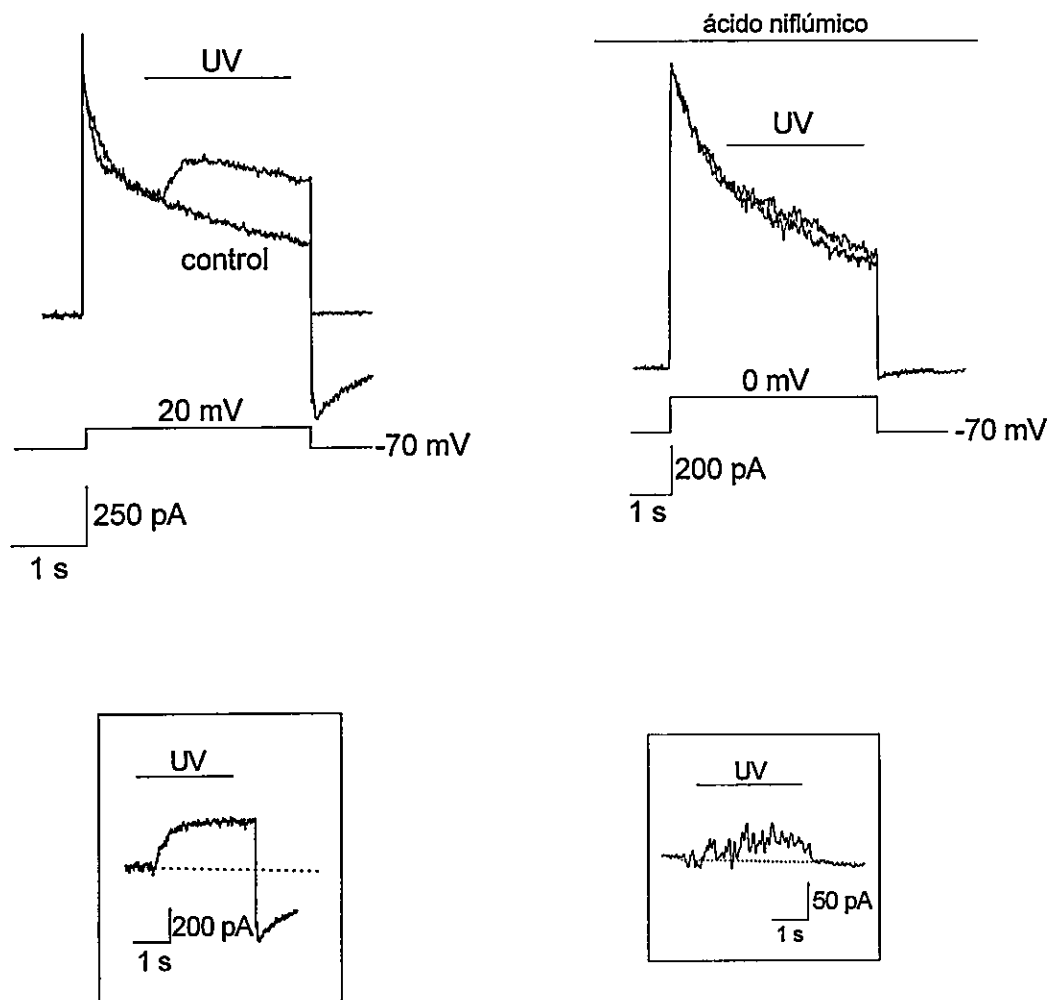 UV
control
20 mV
-70 mV
250 pA
1 s
ácido niflúmico
UV
0 mV
-70 mV
200 pA
1 s
UV
200 pA
1 s
UV
50 pA
1 s